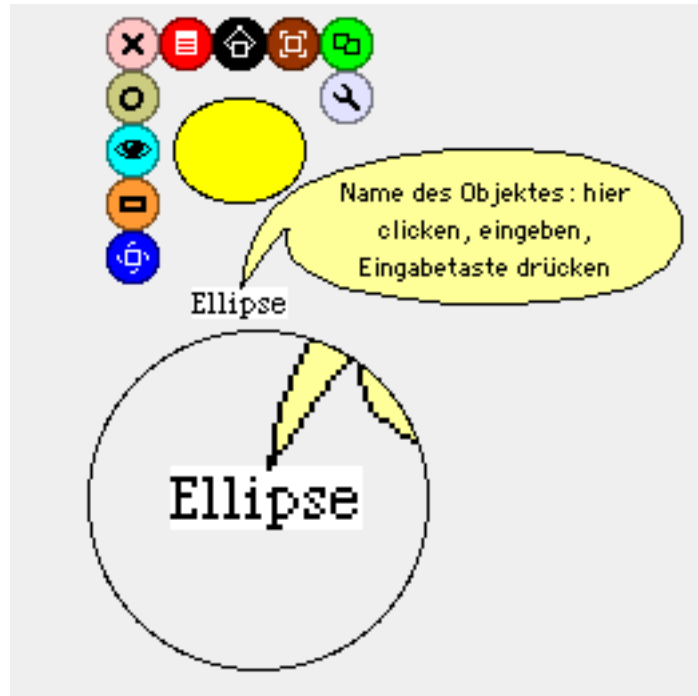 Name des Objektes: hier
clicken, eingeben,
Eingabetaste drücken
Ellipse
Ellipse